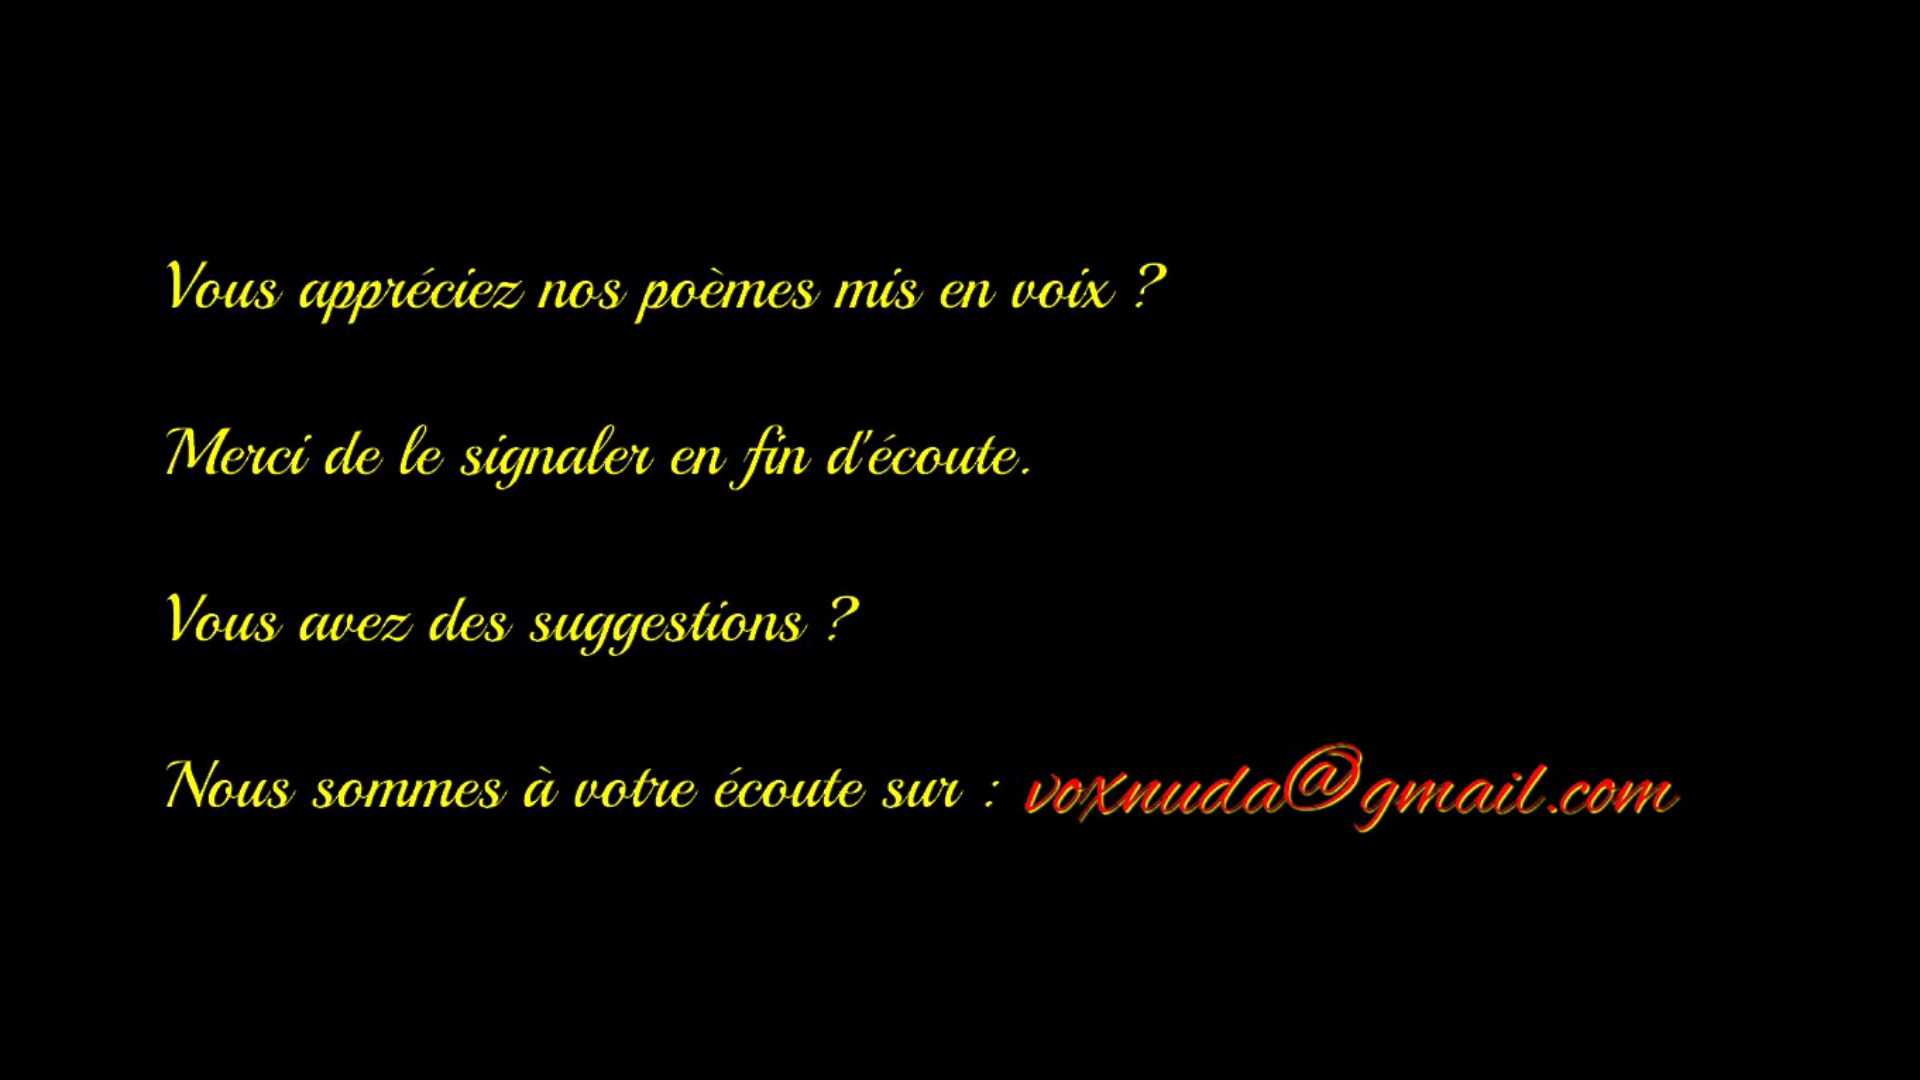 Vous appréciez nos poèmes mis en voix ?
Merci de le signaler en fin d'écoute.
Vous avez des suggestions ?
Nous sommes à votre écoute sur : voxnuda@gmail.com